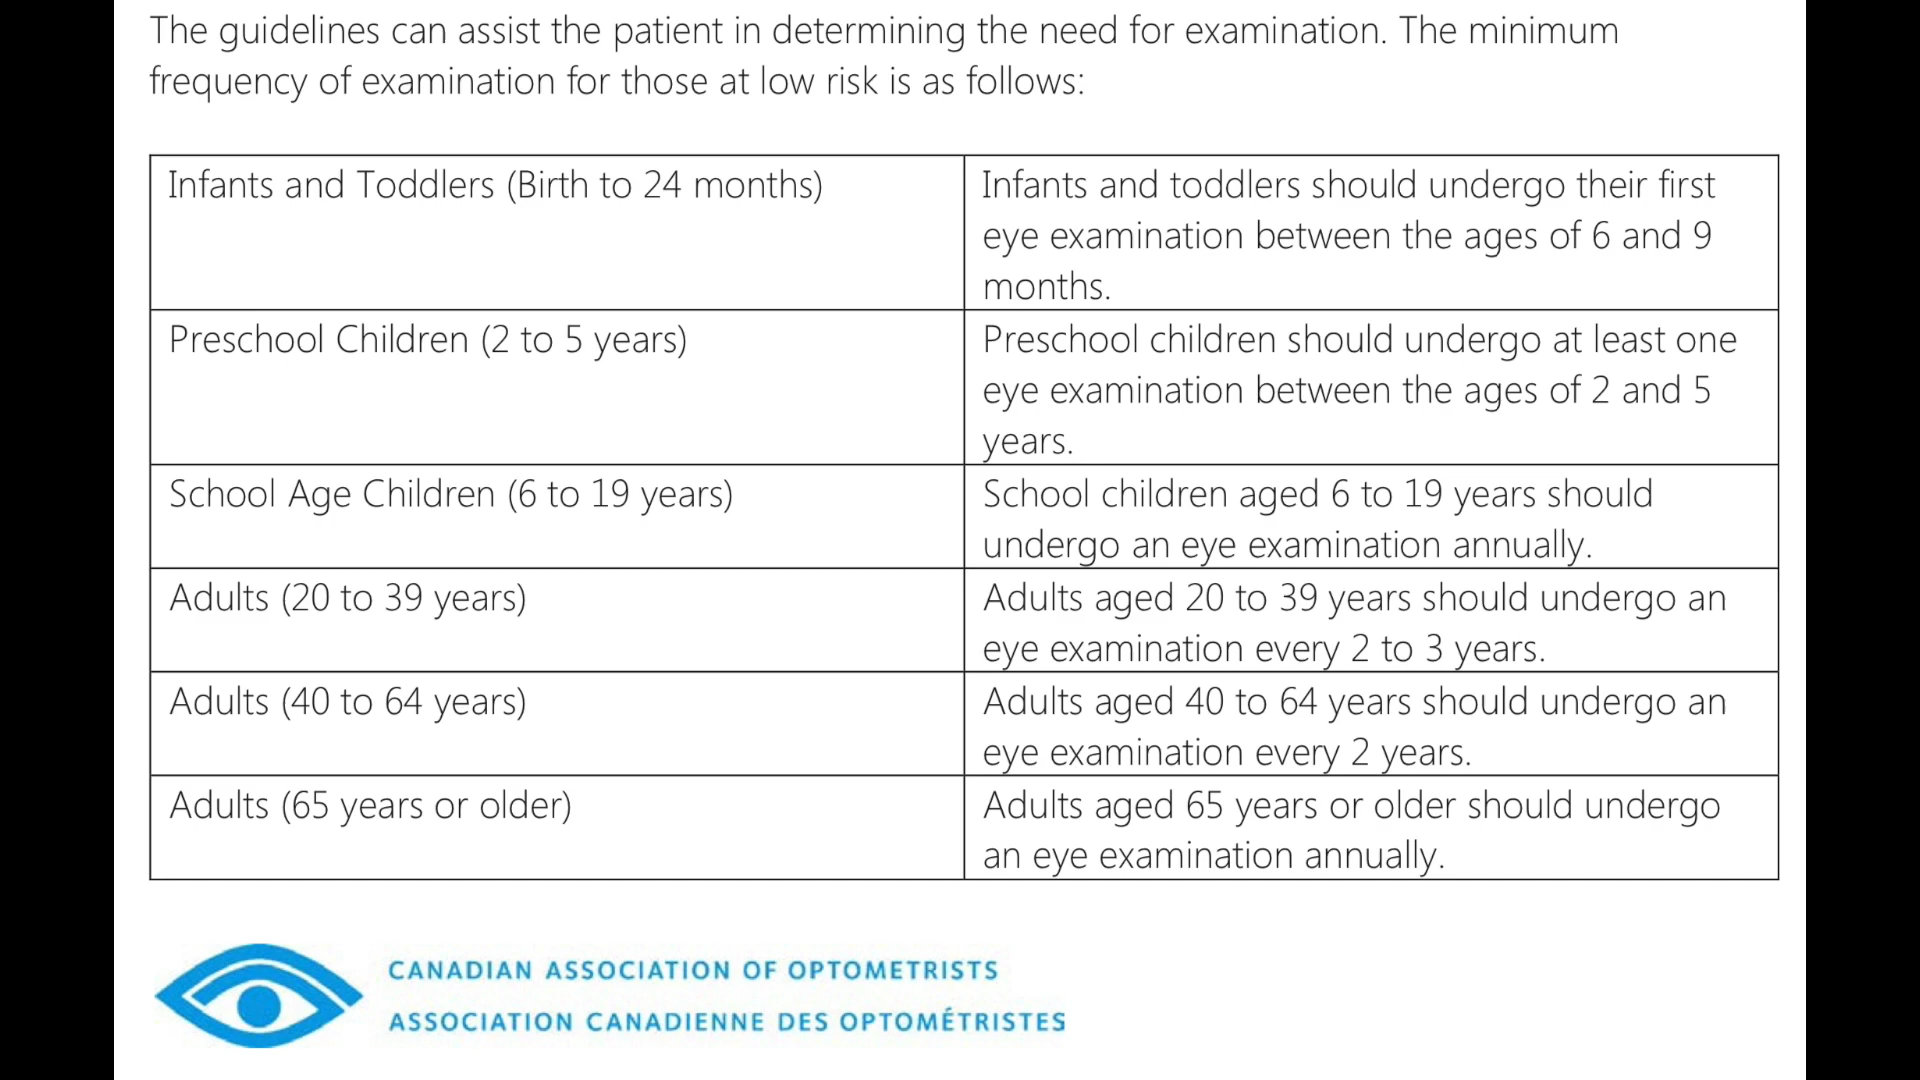 The guidelines can assist the patient in determining the need for examination. The minimum
frequency of examination for those at low risk is as follows:
Infants and Toddlers (Birth to 24 months)
Infants and toddlers should undergo their first
eye examination between the ages of 6 and 9
months.
Preschool Children (2 to 5 years)
Preschool children should undergo at least one
eye examination between the ages of 2 and 5
years.
School Age Children (6 to 19 years)
School children aged 6 to 19 years should
undergo an eye examination annually.
Adults (20 to 39 years)
Adults aged 20 to 39 years should undergo an
eye examination every 2 to 3 years.
Adults (40 to 64 years)
Adults aged 40 to 64 years should undergo an
eye examination every 2 years.
Adults (65 years or older)
Adults aged 65 years or older should undergo
an eye examination annually.
CANADIAN ASSOCIATION OF OPTOMETRISTS
ASSOCIATION CANADIENNE DES OPTOMÉTRISTES